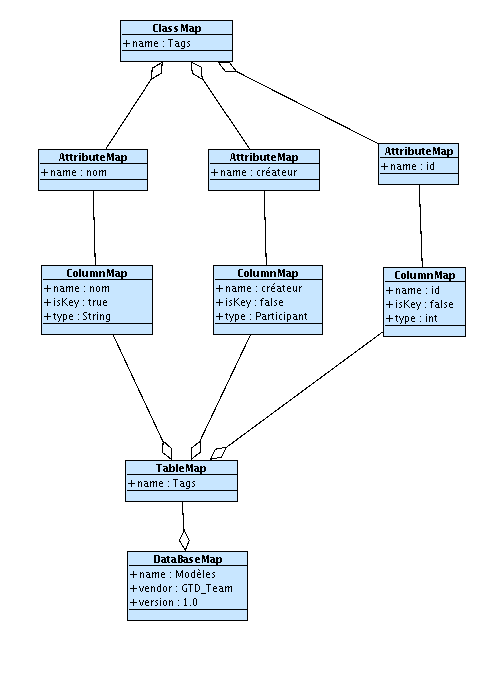 ClassMap
+name : Tags
AttributeMap
+name : nom
AttributeMap
+name : créateur
AttributeMap
+name : id
ColumnMap
+name : nom
+isKey : true
+type : String
ColumnMap
+name : créateur
+isKey : false
+type : Participant
ColumnMap
+name : id
+isKey : false
+type : int
TableMap
+name : Tags
DataBaseMap
+name : Modèles
+vendor : GTD_Team
+version : 1.0